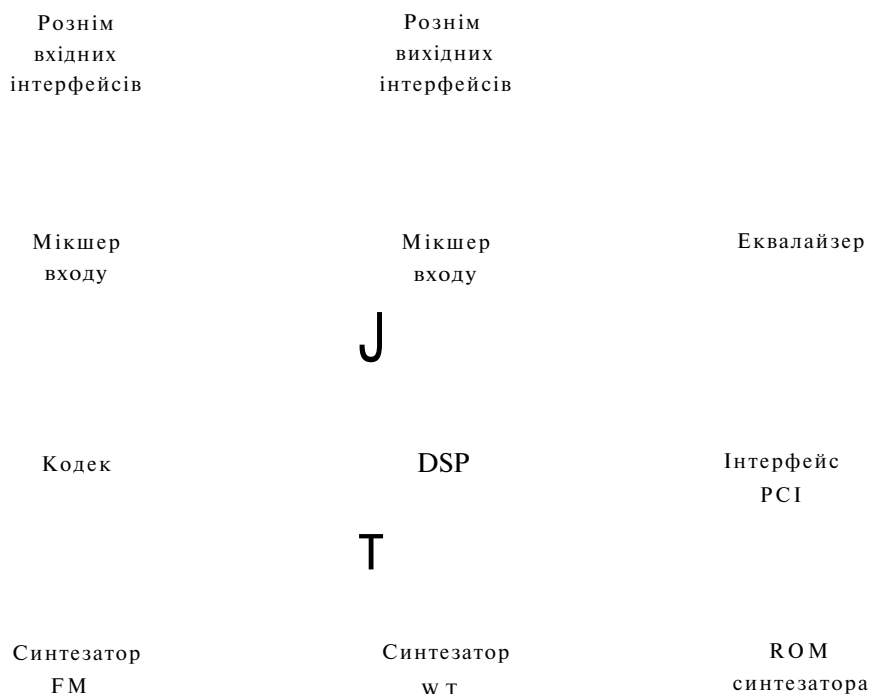 Рознім
вхідних
інтерфейсів
Рознім
вихідних
інтерфейсів
Мікшер
входу
Мікшер
входу
Еквалайзер
J
Кодек
DSP
Інтерфейс
PCI
T
Синтезатор
FM
Синтезатор
WT
ROM
синтезатора